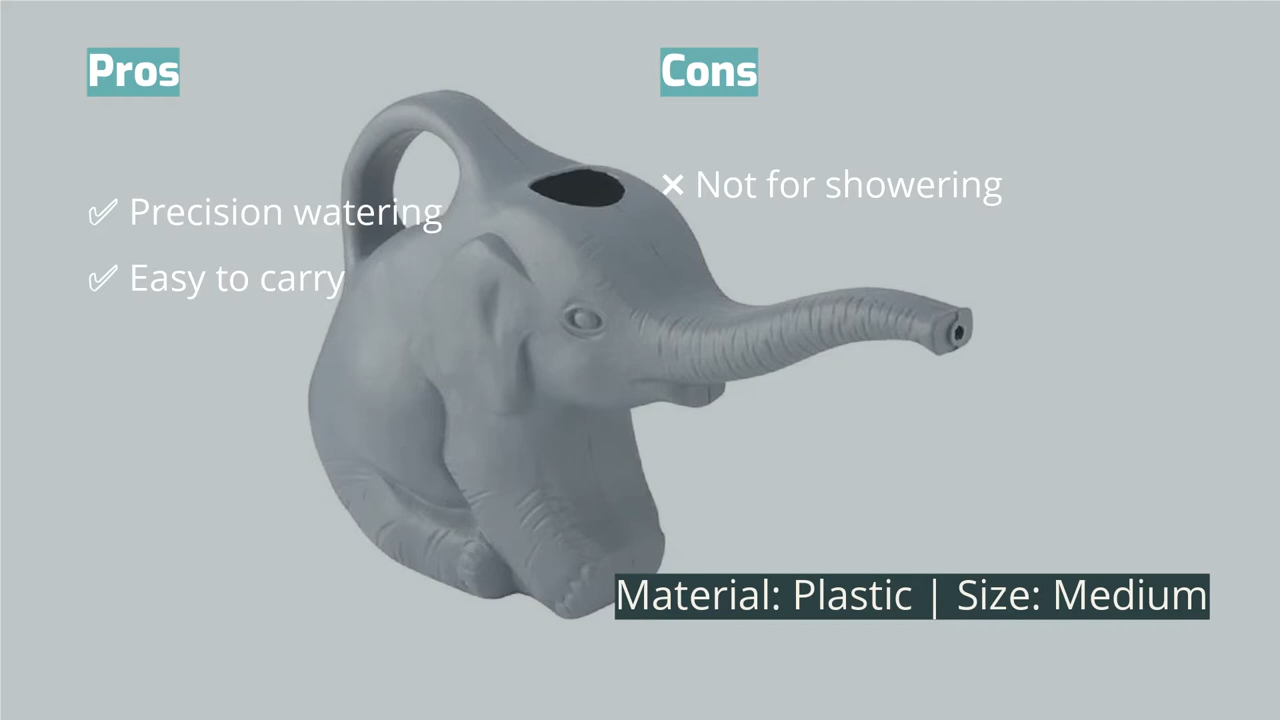 Pros
✅ Precision watering
✅ Easy to carry
Cons
❌ Not for showering
Material: Plastic | Size: Medium